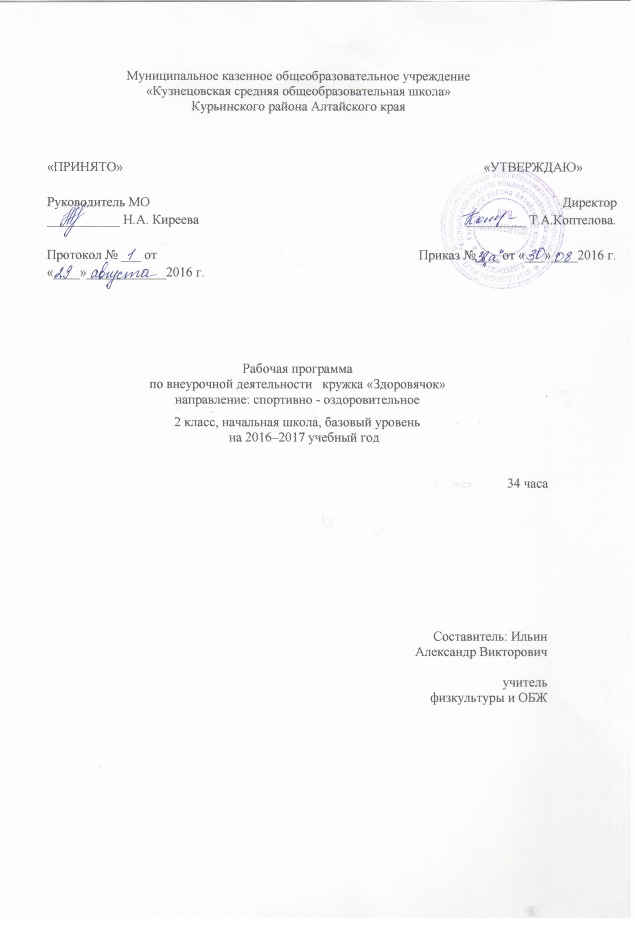 Муниципальное казенное общеобразовательное учреждение
«Кузнецовская средняя общеобразовательная школа»
Курьинского района Алтайского края
«ПРИНЯТО» «УТВЕРЖДАЮ»
Руководитель МО Директор
____________ Н.А. Киреева Т.А.Коптелова.
Протокол № 1 от Приказ № от «30» 08 2016 г.
«29» августа 2016 г.
Рабочая программа
по внеурочной деятельности кружка «Здоровячок»
направление: спортивно - оздоровительное
2 класс, начальная школа, базовый уровень
на 2016–2017 учебный год
34 часа
Составитель: Ильин
Александр Викторович
учитель
физкультуры и ОБЖ